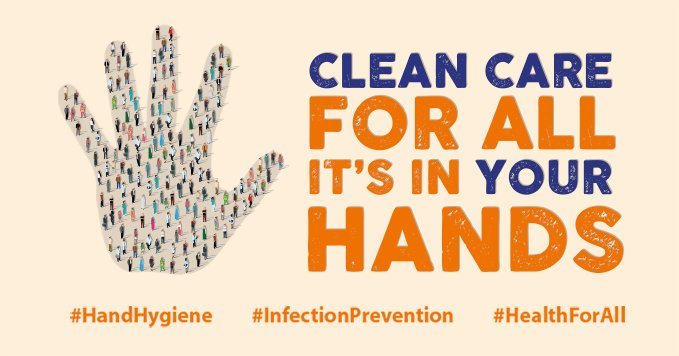 CLEAN CARE
FOR ALL
IT'S IN YOUR
HANDS
#HandHygiene #InfectionPrevention #HealthForAll